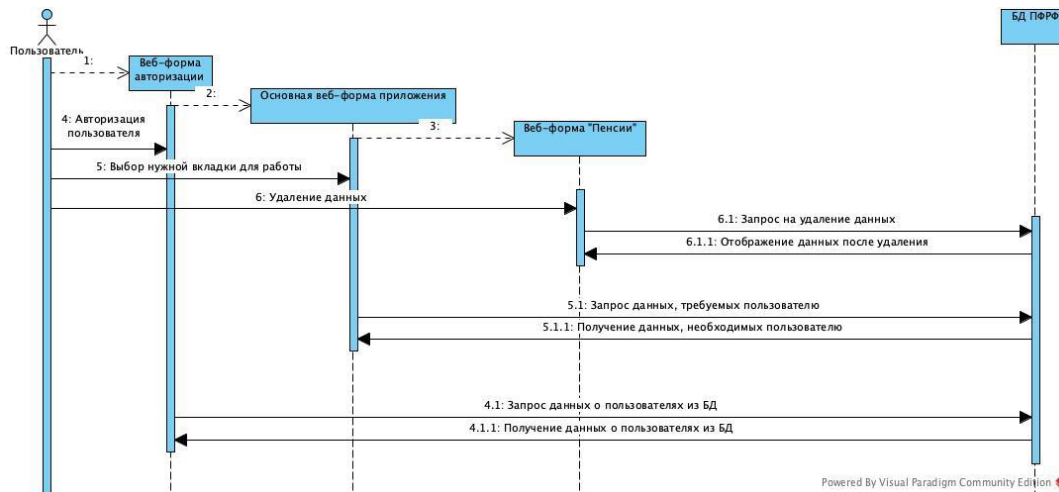 БД ПФРФ
Пользователь
1:
Веб-форма
авторизации
2:
Основная веб-форма приложения
3:
Веб-форма "Пенсии"
4: Авторизация
пользователя
5: Выбор нужной вкладки для работы
6: Удаление данных
6.1: Запрос на удаление данных
6.1.1: Отображение данных после удаления
5.1: Запрос данных, требуемых пользователю
5.1.1: Получение данных, необходимых пользователю
4.1: Запрос данных о пользователях из БД
4.1.1: Получение данных о пользователях из БД
Powered By Visual Paradigm Community Edition